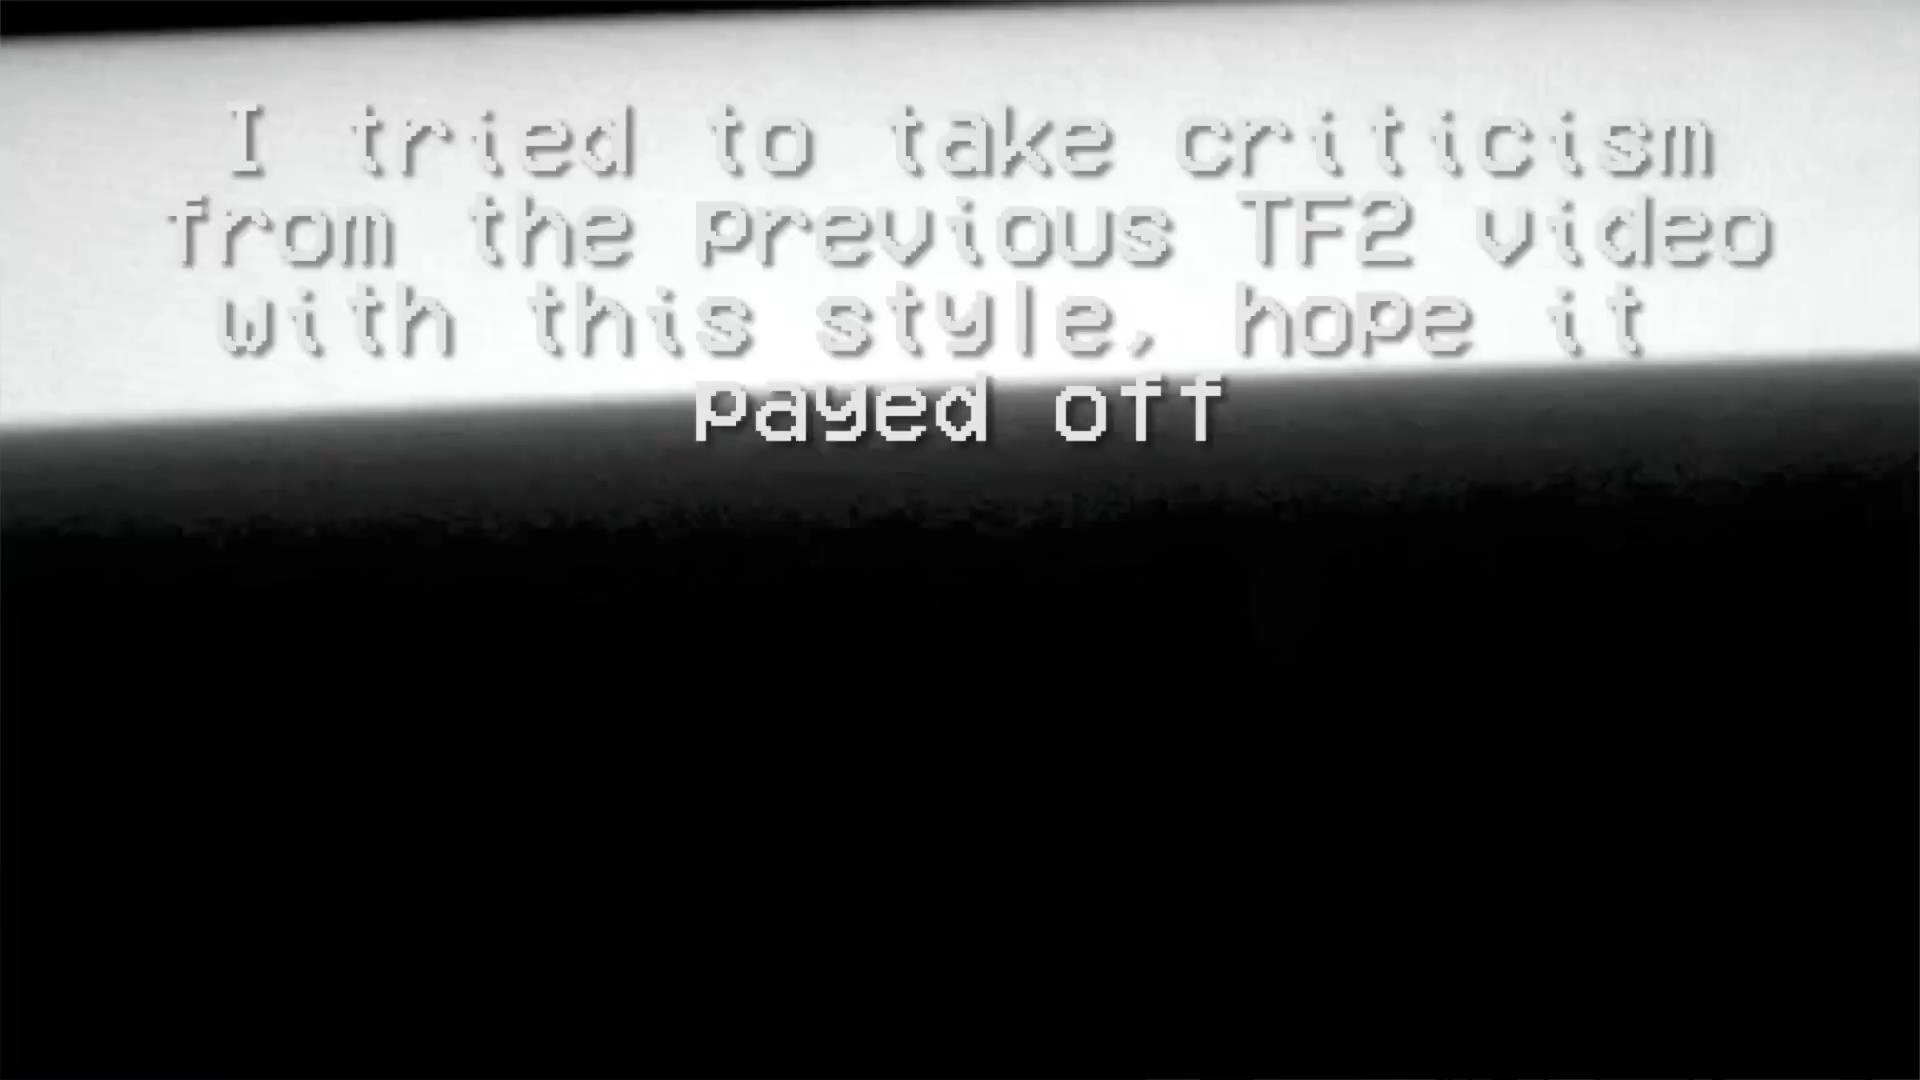 I tried to take criticism
from the previous TF2 video
with this style, hope it
payed off